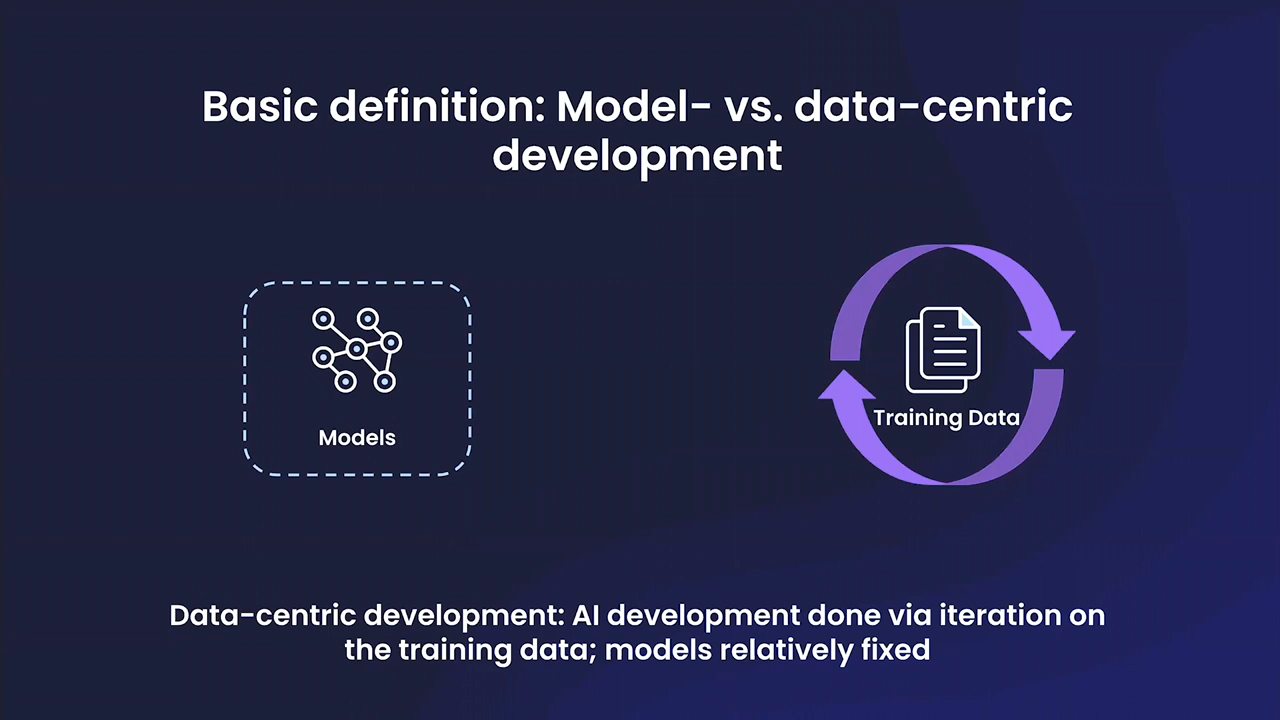 Basic definition: Model- vs. data-centric
development
Models
Training Data
Data-centric development: AI development done via iteration on
the training data; models relatively fixed